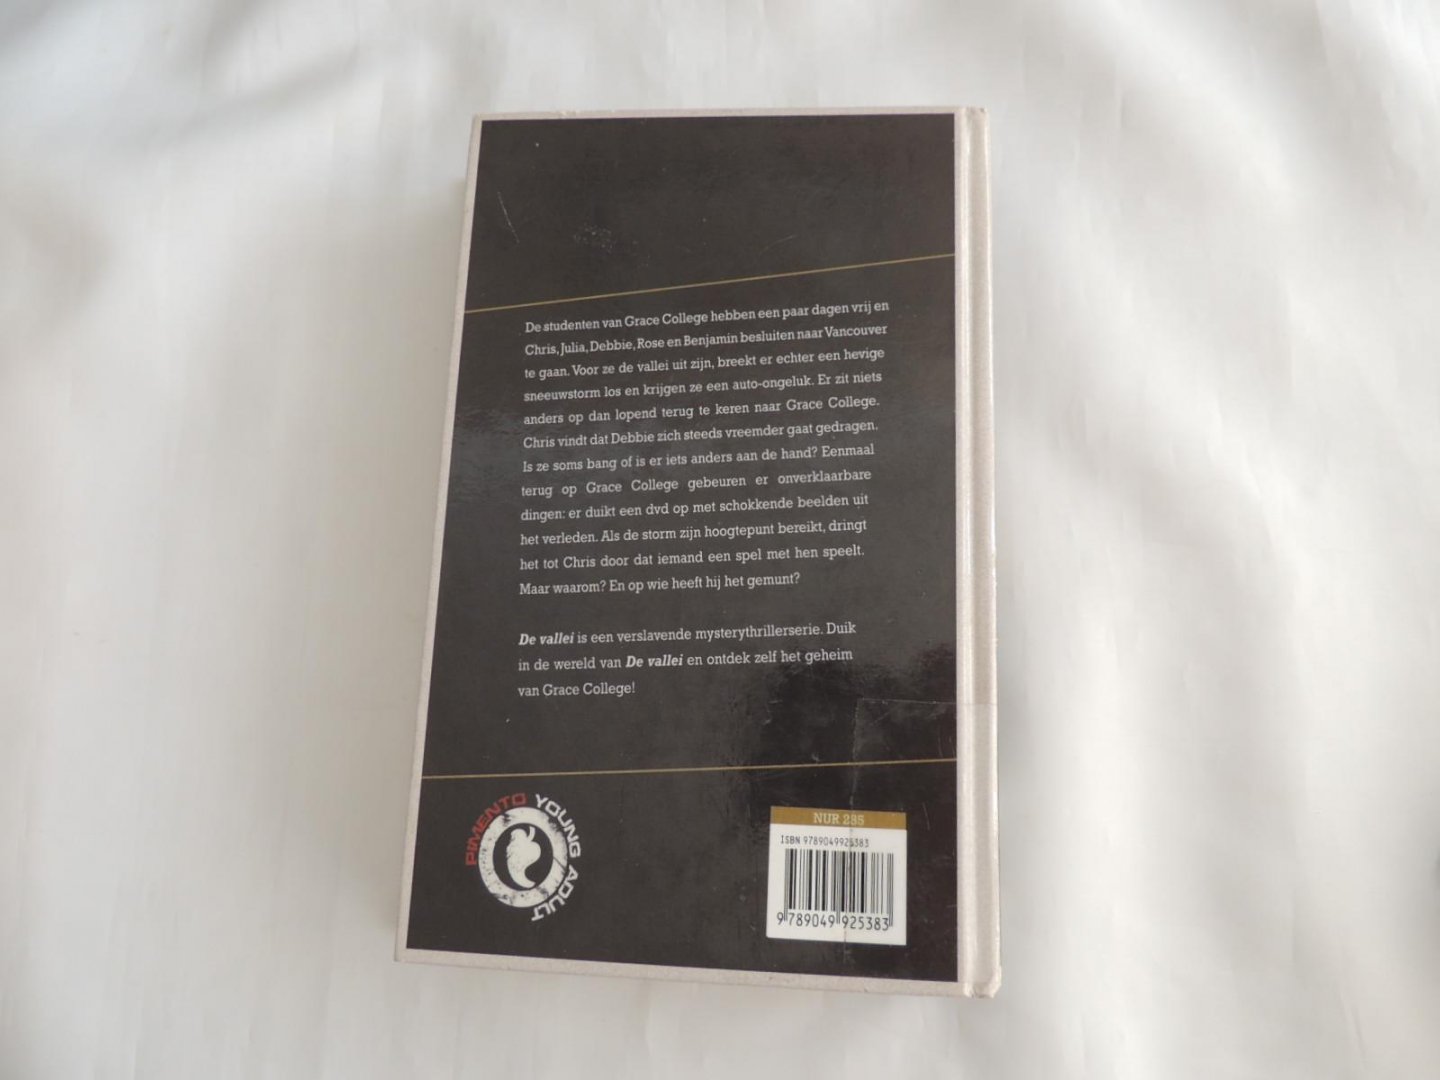 De studenten van Grace College hebben een paar dagen vrij en
Chris, Julia, Debbie, Rose en Benjamin besluiten naar Vancouver
te gaan. Voor ze de vallei uit zijn, breekt er echter een hevige
sneeuwstorm los en krijgen ze een auto-ongeluk. Er zit niets
anders op dan lopend terug te keren naar Grace College.
Chris vindt dat Debbie zich steeds vreemder gaat gedragen.
Is ze soms bang of is er iets anders aan de hand? Eenmaal
terug op Grace College gebeuren er onverklaarbare
dingen: er duikt een dvd op met schokkende beelden uit
het verleden. Als de storm zijn hoogtepunt bereikt, dringt
het tot Chris door dat iemand een spel met hen speelt.
Maar waarom? En op wie heeft hij het gemunt?
De vallei is een verslavende mysterythrillerserie. Duik
in de wereld van De vallei en ontdek zelf het geheim
van Grace College!
PIMENTO YOUNG ADULT
NUR 285
ISBN 9789049925383
9 789049 925383